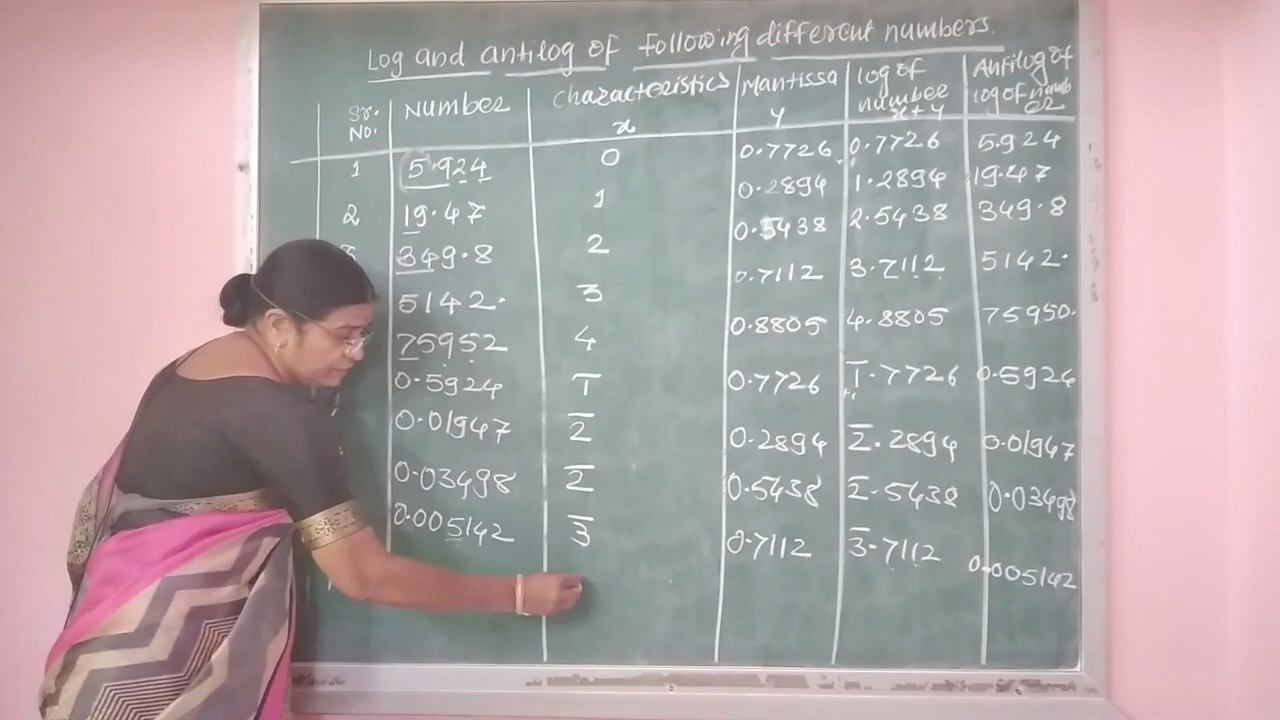 Log and antilog of following different numbers.
Sr. No. Number Characteristics x Mantissa y log of number x+y Antilog of log of number
1 5.924 0 0.7726 0.7726 5.924
2 19.47 1 0.2894 1.2894 19.47
349.8 2 0.5438 2.5438 349.8
5142. 3 0.7112 3.7112 5142.
75952 4 0.8805 4.8805 75950.
0.5924 1̅ 0.7726 1̅.7726 0.5924
0.01947 2̅ 0.2894 2̅.2894 0.01947
0.03498 2̅ 0.5438 2̅.5438 0.03498
0.005142 3̅ 0.7112 3̅.7112 0.005142